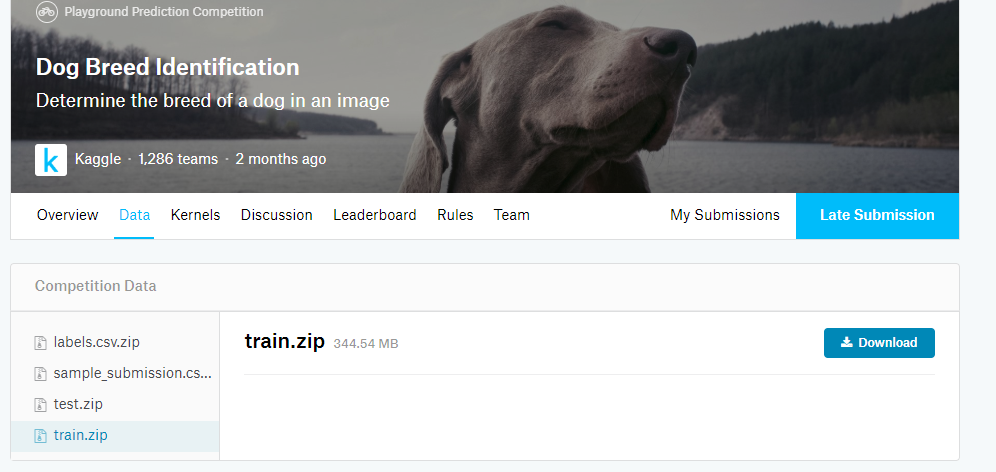 Playground Prediction Competition
Dog Breed Identification
Determine the breed of a dog in an image
k
Kaggle · 1,286 teams · 2 months ago
Overview Data Kernels Discussion Leaderboard Rules Team My Submissions Late Submission
Competition Data
labels.csv.zip
sample_submission.cs...
test.zip
train.zip
train.zip 344.54 MB Download